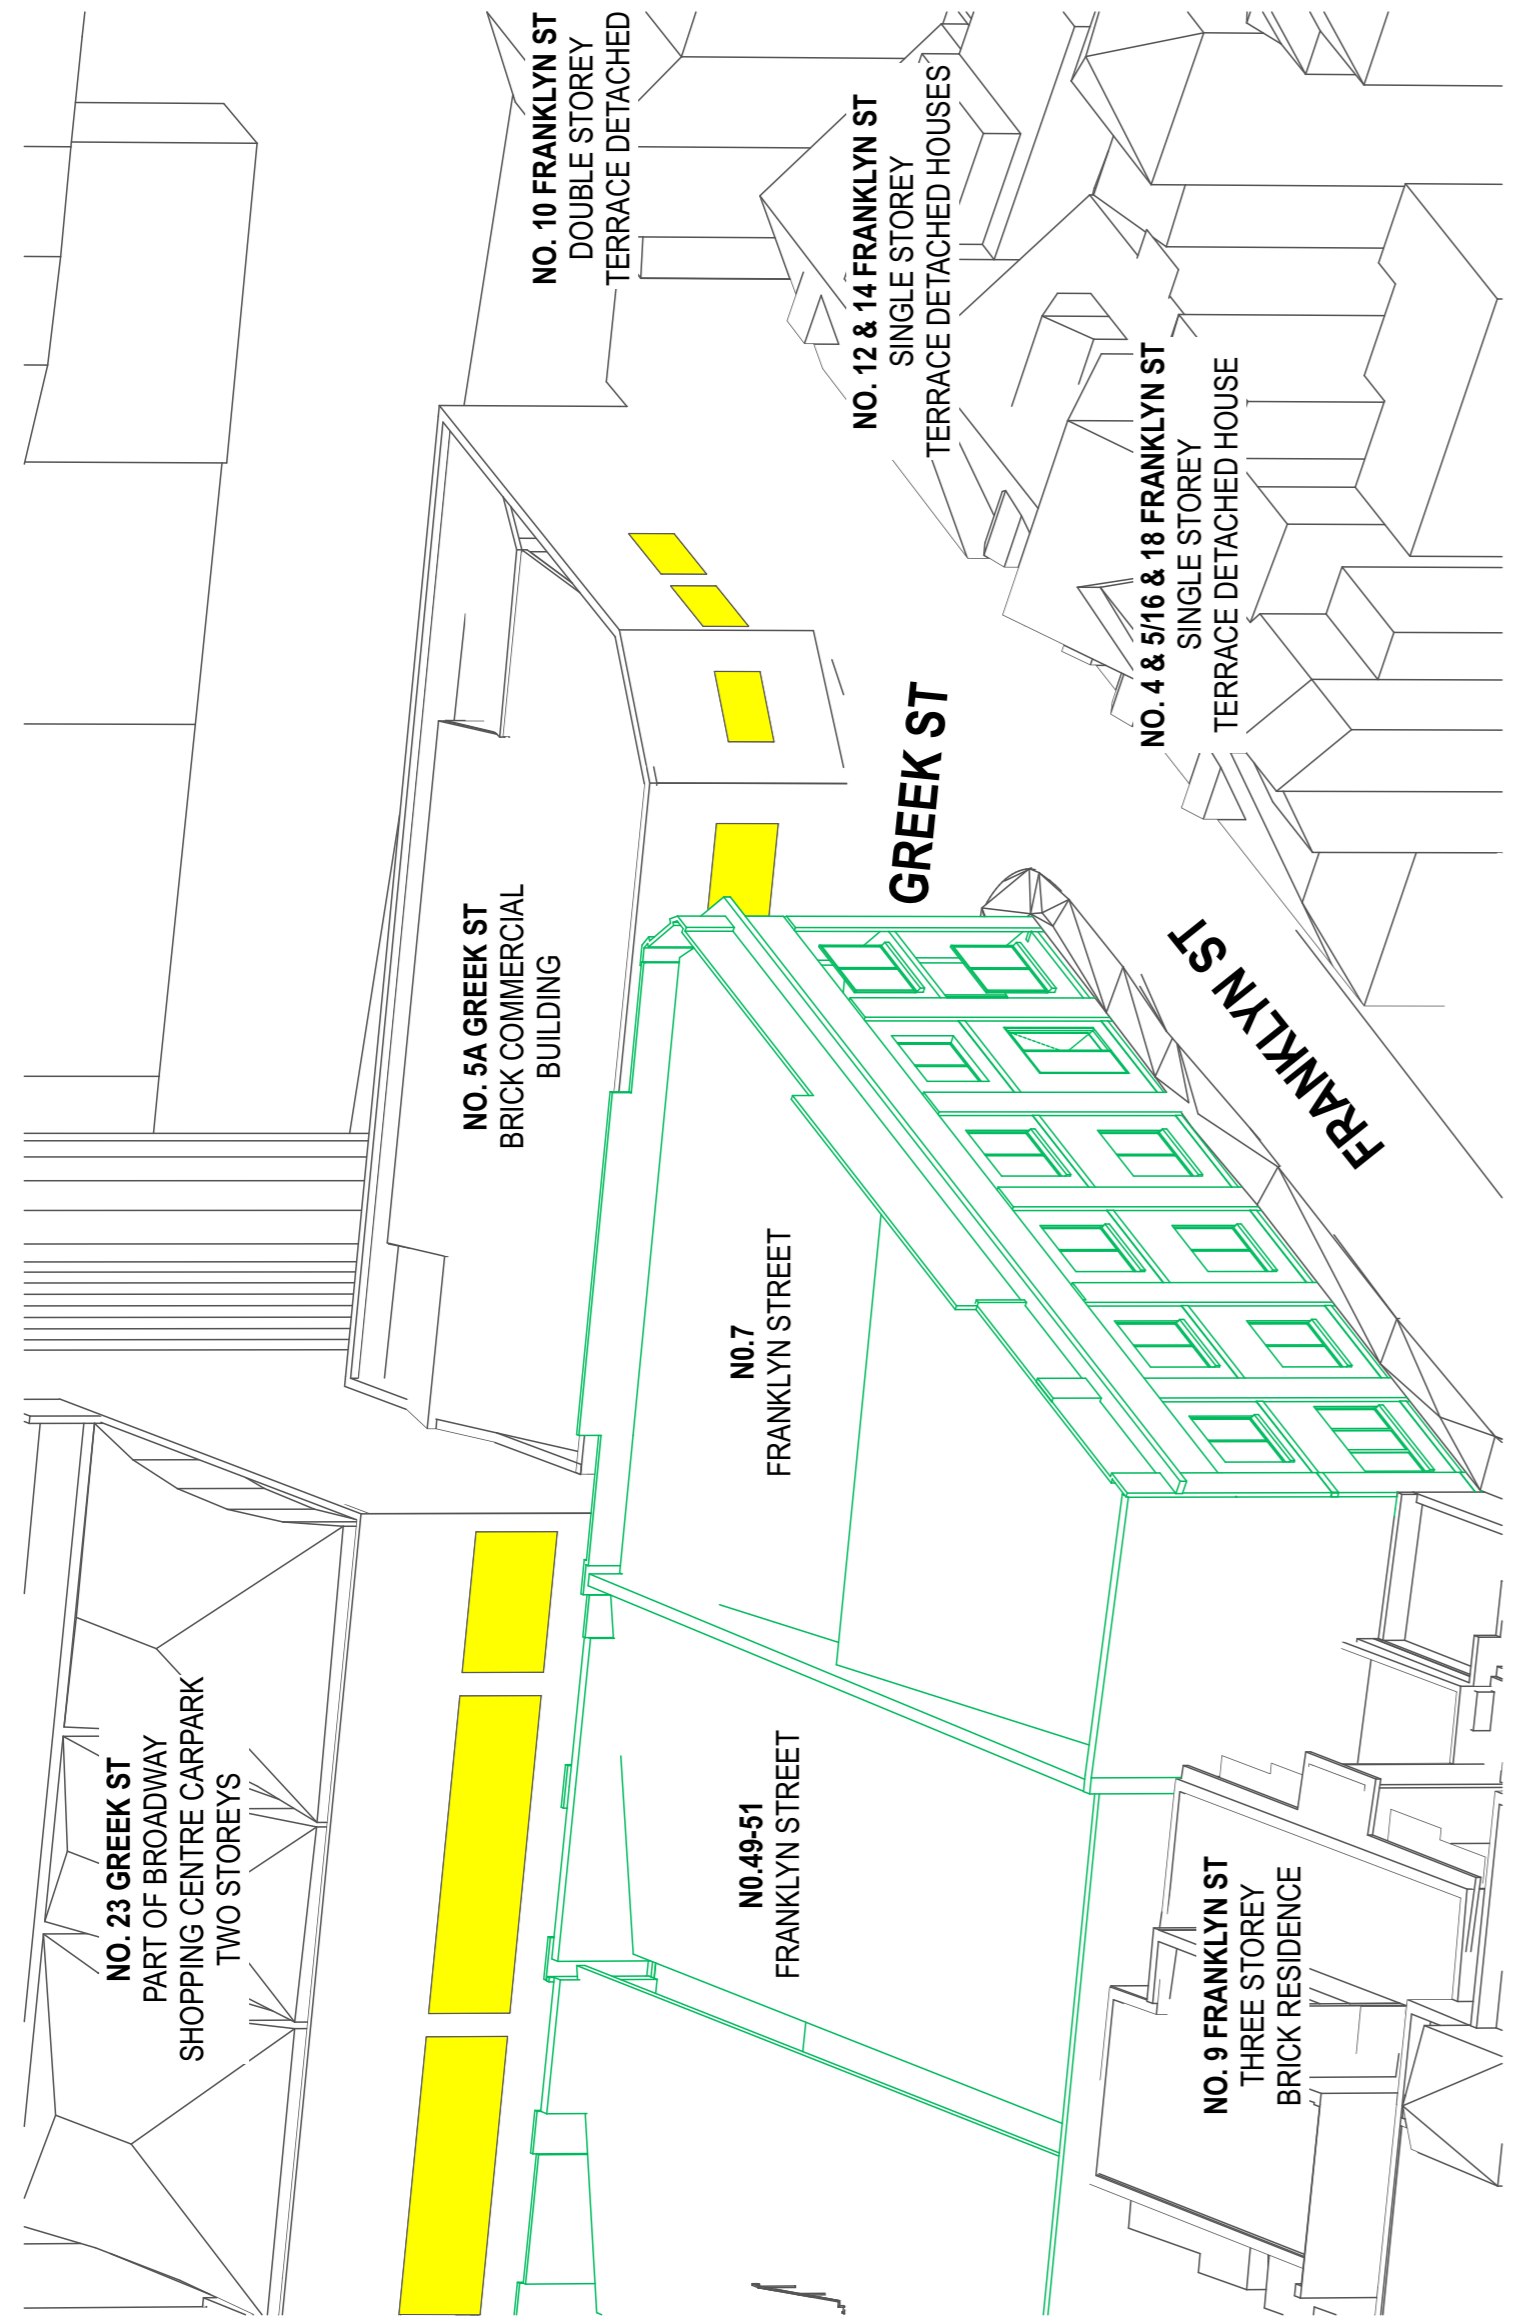 NO. 23 GREEK ST
PART OF BROADWAY
SHOPPING CENTRE CARPARK
TWO STOREYS
NO. 5A GREEK ST
BRICK COMMERCIAL
BUILDING
NO. 10 FRANKLYN ST
DOUBLE STOREY
TERRACE DETACHED
N0.49-51
FRANKLYN STREET
N0.7
FRANKLYN STREET
GREEK ST
NO. 12 & 14 FRANKLYN ST
SINGLE STOREY
TERRACE DETACHED HOUSES
NO. 9 FRANKLYN ST
THREE STOREY
BRICK RESIDENCE
FRANKLYN ST
NO. 4 & 5/16 & 18 FRANKLYN ST
SINGLE STOREY
TERRACE DETACHED HOUSE